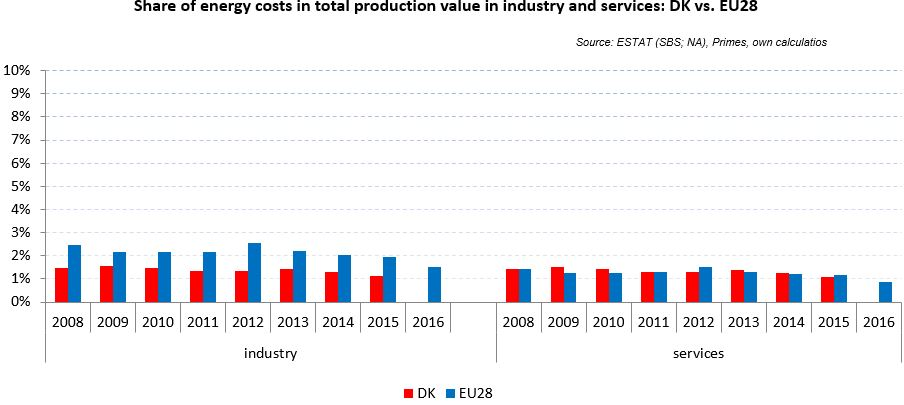 Share of energy costs in total production value in industry and services: DK vs. EU28
Source: ESTAT (SBS; NA), Primes, own calculatios
10%
9%
8%
7%
6%
5%
4%
3%
2%
1%
0%
2008 2009 2010 2011 2012 2013 2014 2015 2016 2008 2009 2010 2011 2012 2013 2014 2015 2016
industry services
DK EU28